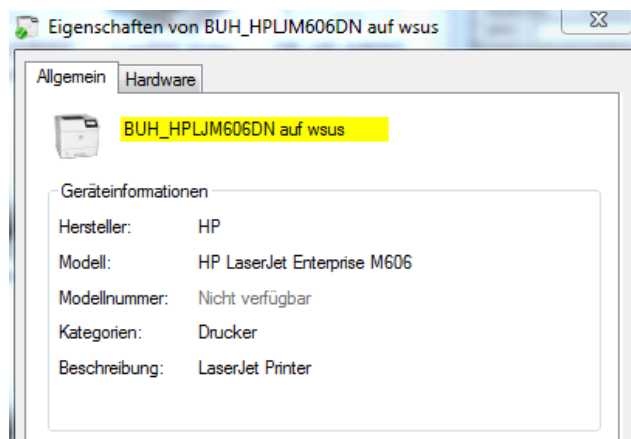 Eigenschaften von BUH_HPLJM606DN auf wsus
Allgemein Hardware
BUH_HPLJM606DN auf wsus
Geräteinformationen
Hersteller: HP
Modell: HP LaserJet Enterprise M606
Modellnummer: Nicht verfügbar
Kategorien: Drucker
Beschreibung: LaserJet Printer